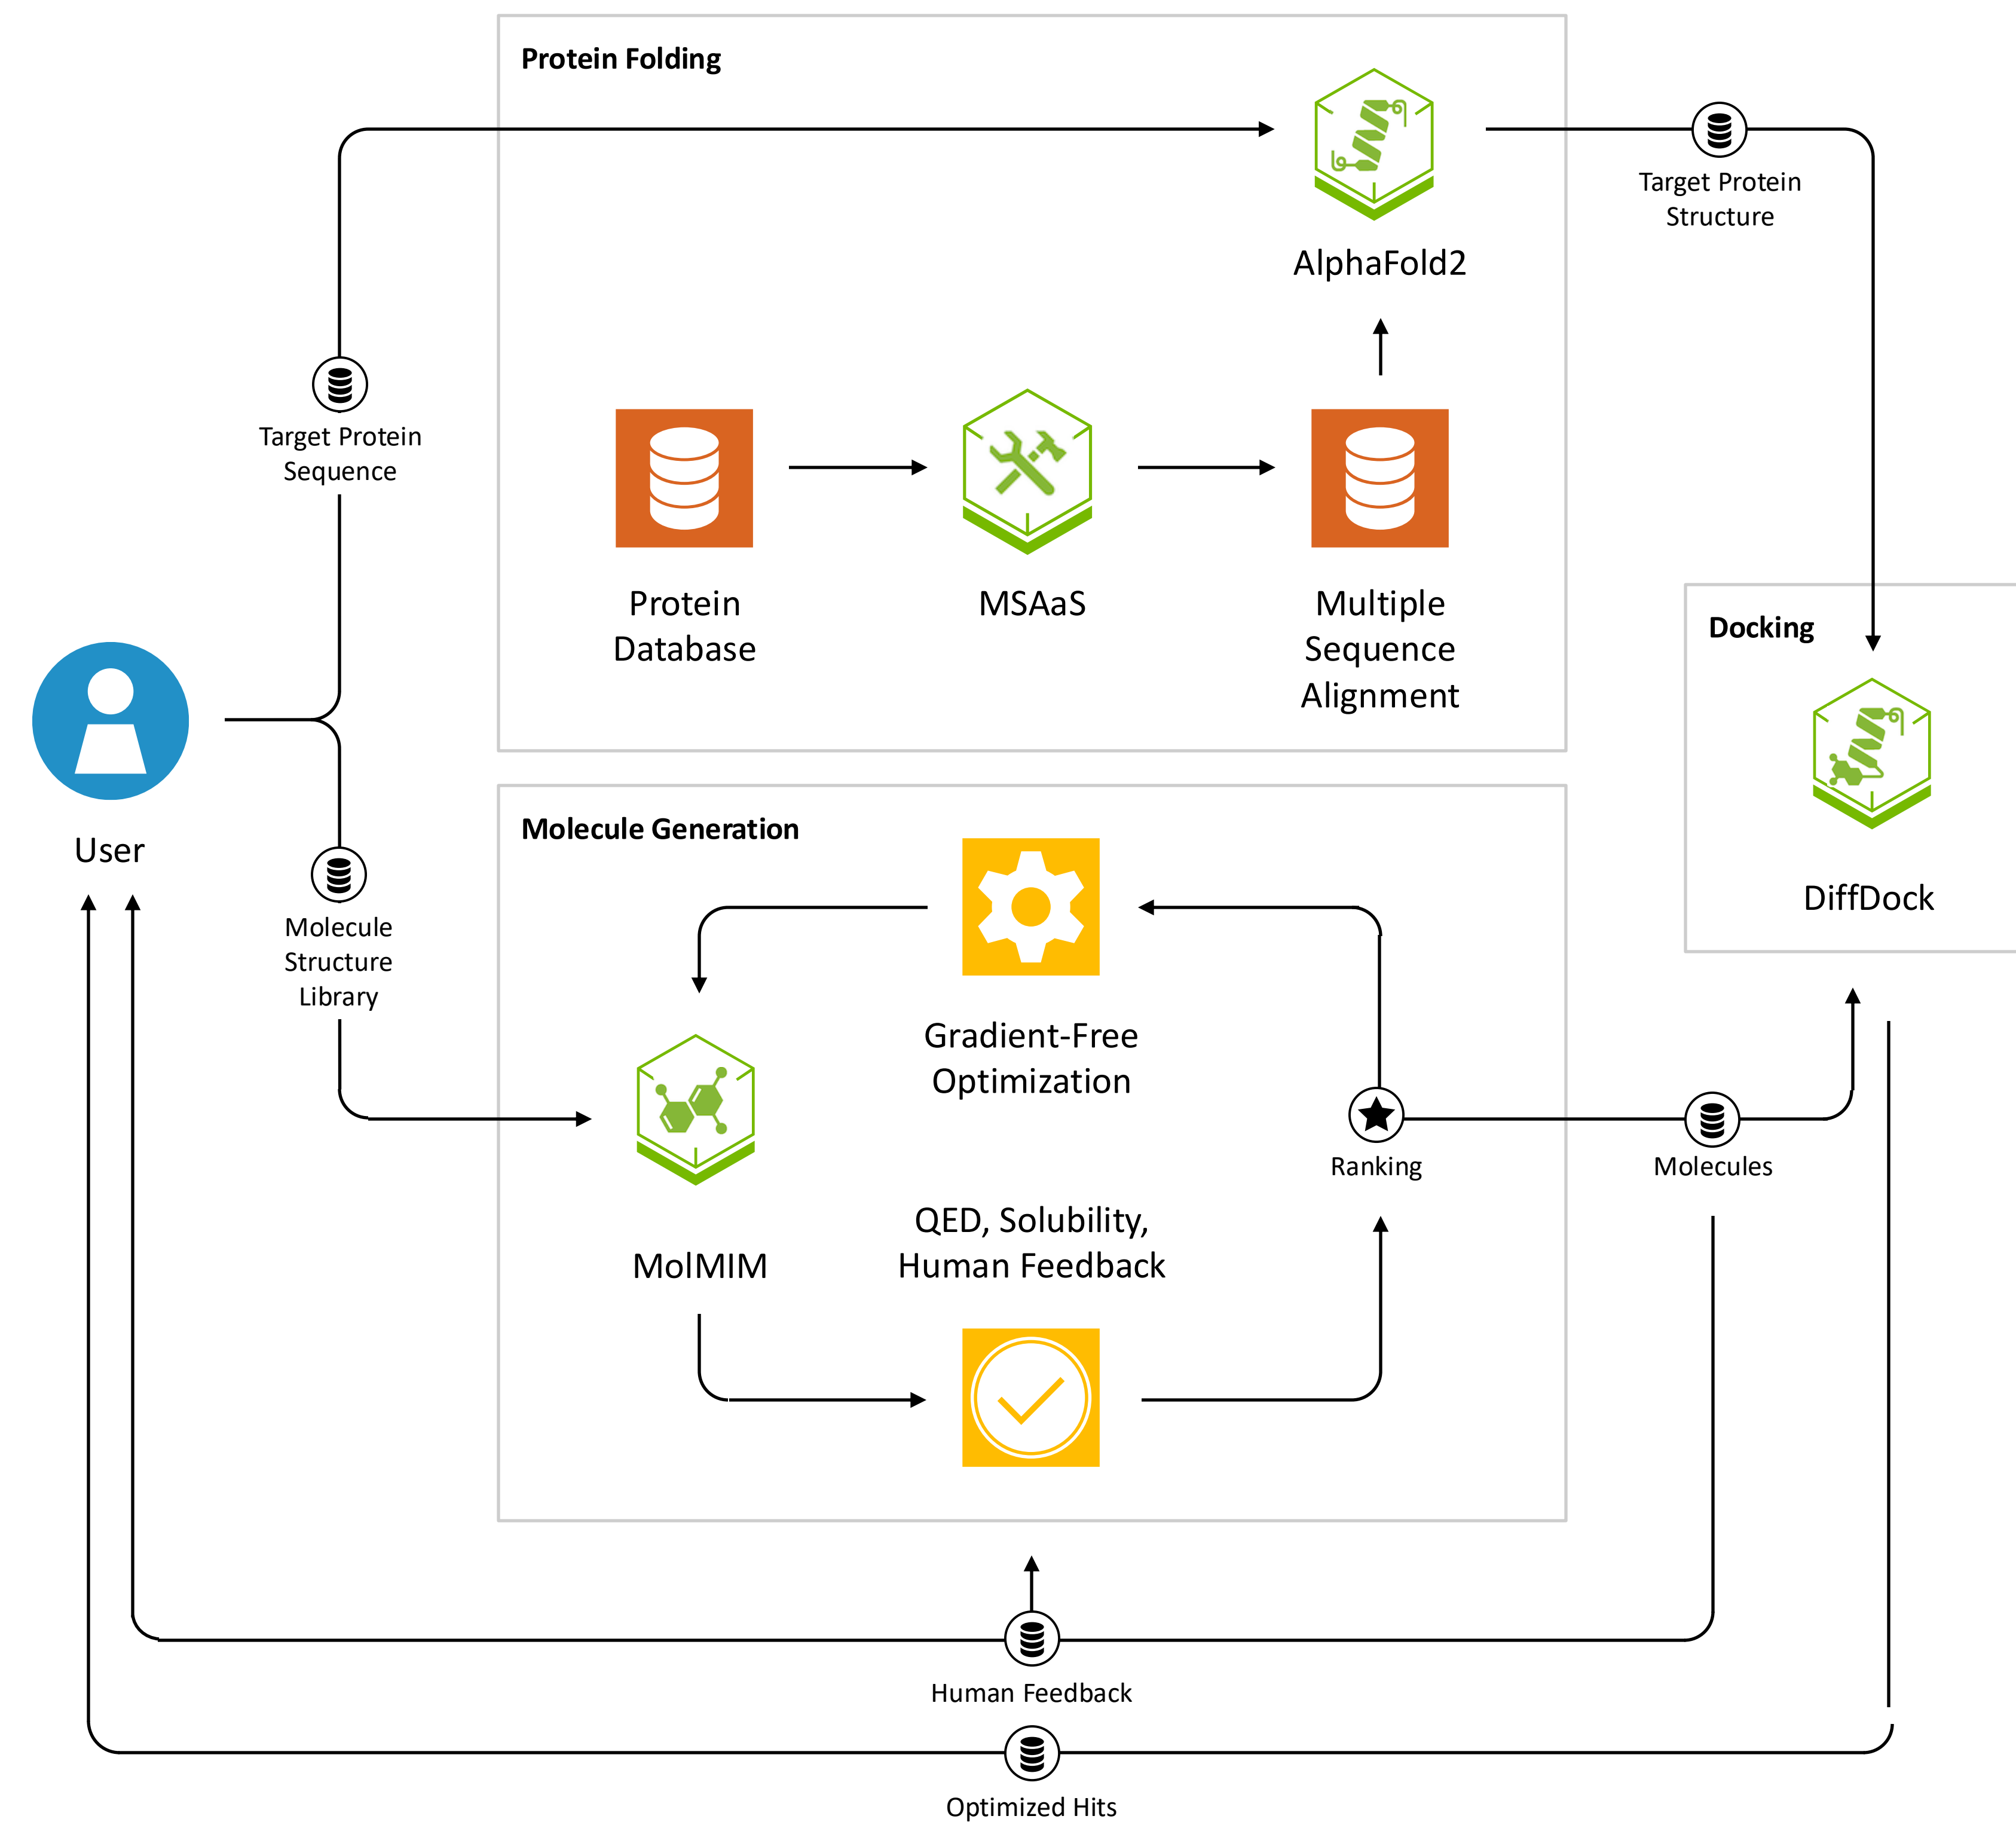 Protein Folding
AlphaFold2
Target Protein
Structure
Target Protein
Sequence
Protein
Database
MSAaS
Multiple
Sequence
Alignment
Docking
DiffDock
User
Molecule
Structure
Library
Molecule Generation
Gradient-Free
Optimization
MolMIM
QED, Solubility,
Human Feedback
Ranking
Molecules
Human Feedback
Optimized Hits